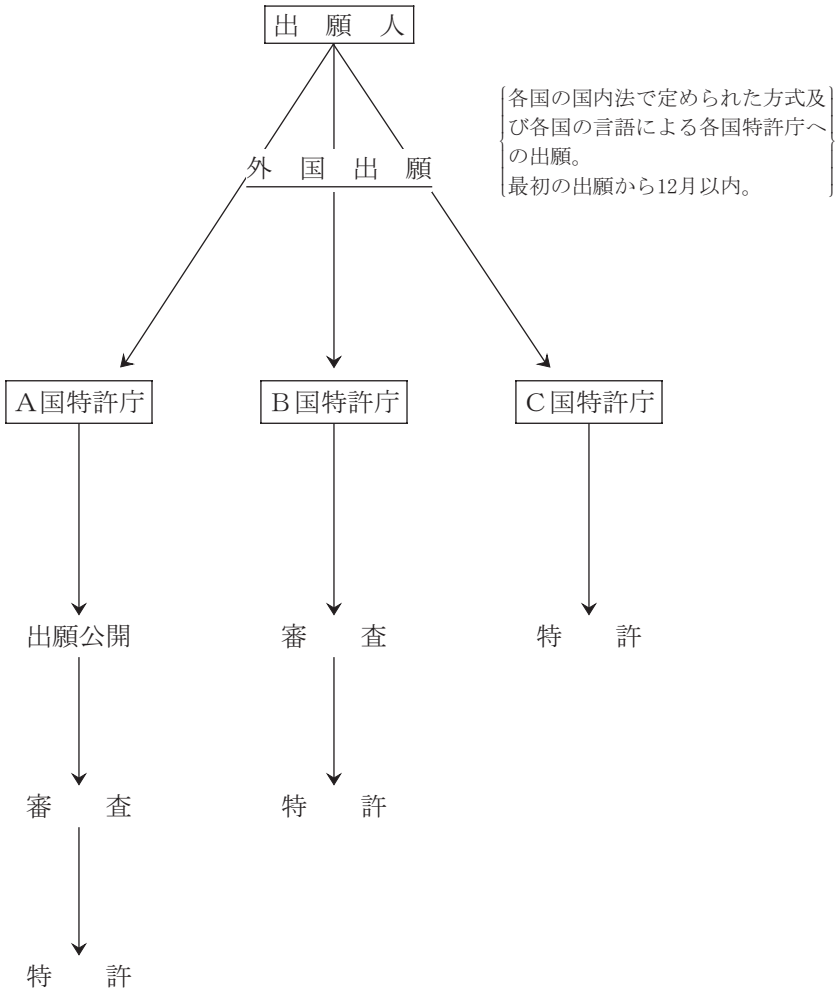 出 願 人
各国の国内法で定められた方式及
び各国の言語による各国特許庁へ
の出願。
最初の出願から12月以内。
外 国 出 願
A国特許庁
B国特許庁
C国特許庁
出願公開
審 査
特 許
審 査
特 許
特 許